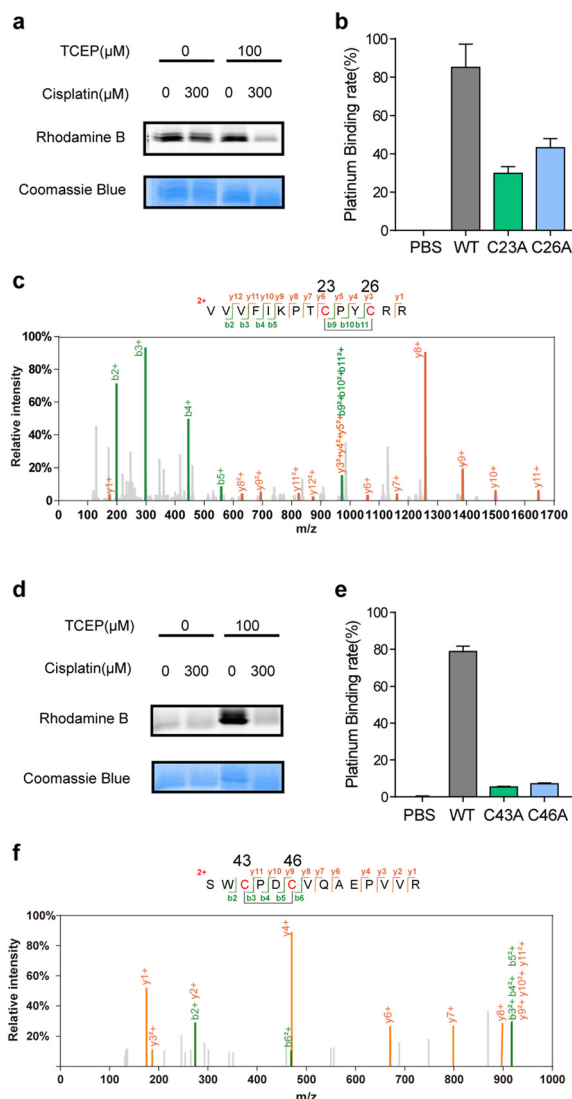 a
TCEP(μM)
0 100
Cisplatin(μM) 0 300 0 300
Rhodamine B
Coomassie Blue
b
Platinum Binding rate(%)
100
80
60
40
20
0
PBS WT C23A C26A
c
23 26
y12 y11 y10 y9 y8 y7 y6 y5 y4 y3 y1
2+
V V V F I K P T C P Y C R R
b2 b3 b4 b5 b9 b10 b11
Relative intensity
100%
80%
60%
40%
20%
0
y1+
b2+
b3+
b4+
b5+
y8²+
y9²+
y11²+
y12²+
y3²+y4²+y5²+
b9²+b10²+b11²+
y6+
y7+
y8+
y9+
y10+
y11+
0 100 200 300 400 500 600 700 800 900 1000 1100 1200 1300 1400 1500 1600 1700
m/z
d
TCEP(μM)
0 100
Cisplatin(μM) 0 300 0 300
Rhodamine B
Coomassie Blue
e
Platinum Binding rate(%)
100
80
60
40
20
0
PBS WT C43A C46A
f
43 46
y11 y10 y9 y8 y7 y6 y4 y3 y2 y1
2+
S W C P D C V Q A E P V V R
b2 b3 b4 b5 b6
Relative intensity
100%
80%
60%
40%
20%
y1+
y3²+
b2+ y2+
y4+
b6²+
y6+
y7+
y8+
b3²+ b4²+ b5²+
y9²+ y10²+ y11²+
0 100 200 300 400 500 600 700 800 900 1000
m/z